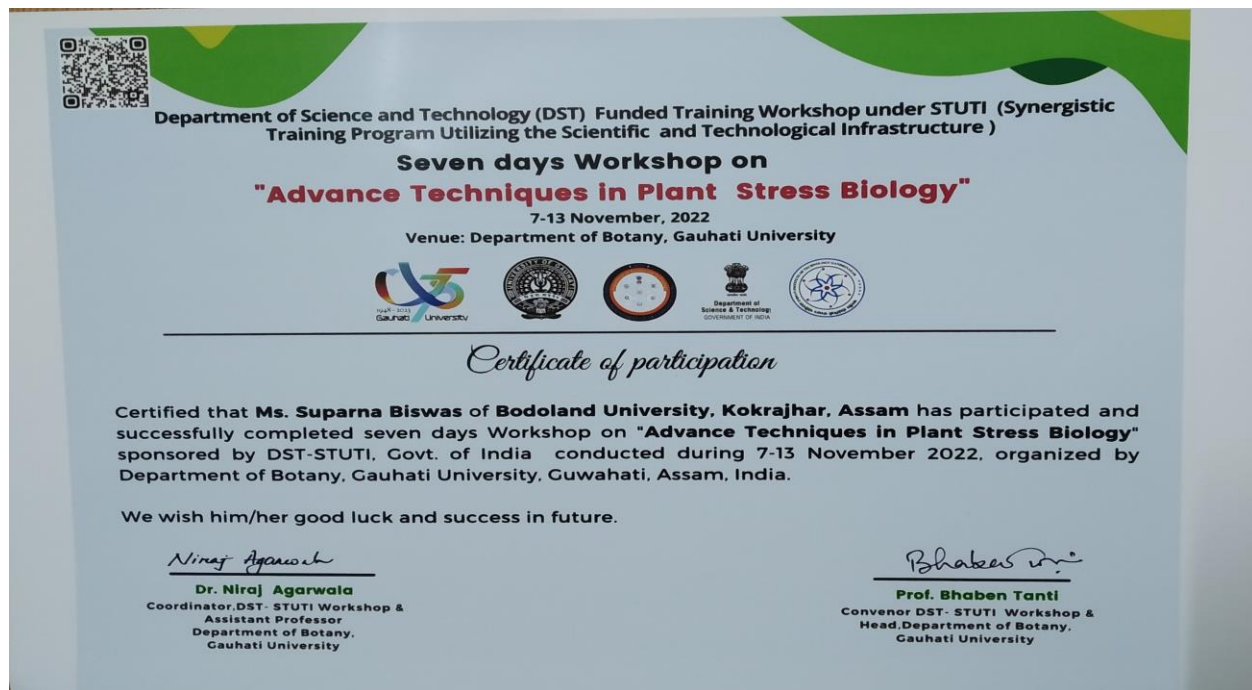 Department of Science and Technology (DST) Funded Training Workshop under STUTI (Synergistic
Training Program Utilizing the Scientific and Technological Infrastructure )
Seven days Workshop on
"Advance Techniques in Plant Stress Biology"
7-13 November, 2022
Venue: Department of Botany, Gauhati University
1948 - 2023
Gauhati University
Department of
Science & Technology
GOVERNMENT OF INDIA
Certificate of participation
Certified that Ms. Suparna Biswas of Bodoland University, Kokrajhar, Assam has participated and
successfully completed seven days Workshop on "Advance Techniques in Plant Stress Biology"
sponsored by DST-STUTI, Govt. of India conducted during 7-13 November 2022, organized by
Department of Botany, Gauhati University, Guwahati, Assam, India.
We wish him/her good luck and success in future.
Niraj Agarwala
Dr. Niraj Agarwala
Coordinator,DST- STUTI Workshop &
Assistant Professor
Department of Botany,
Gauhati University
Bhaben Tanti
Prof. Bhaben Tanti
Convenor DST- STUTI Workshop &
Head,Department of Botany,
Gauhati University